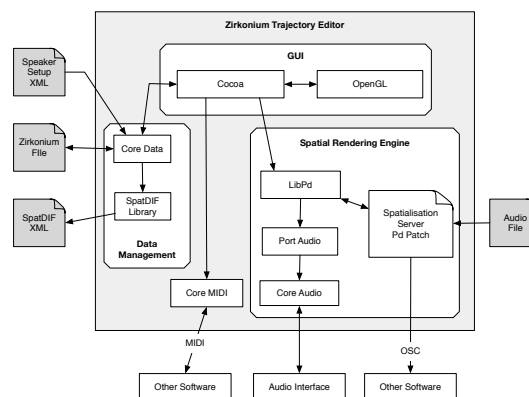 Zirkonium Trajectory Editor
Speaker
Setup
XML
GUI
Cocoa
OpenGL
Zirkonium
FIle
Core Data
Spatial Rendering Engine
LibPd
SpatDIF
XML
SpatDIF
Library
Data
Management
Port Audio
Spatialisation
Server
Pd Patch
Audio
File
Core MIDI
Core Audio
MIDI
OSC
Other Software
Audio Interface
Other Software